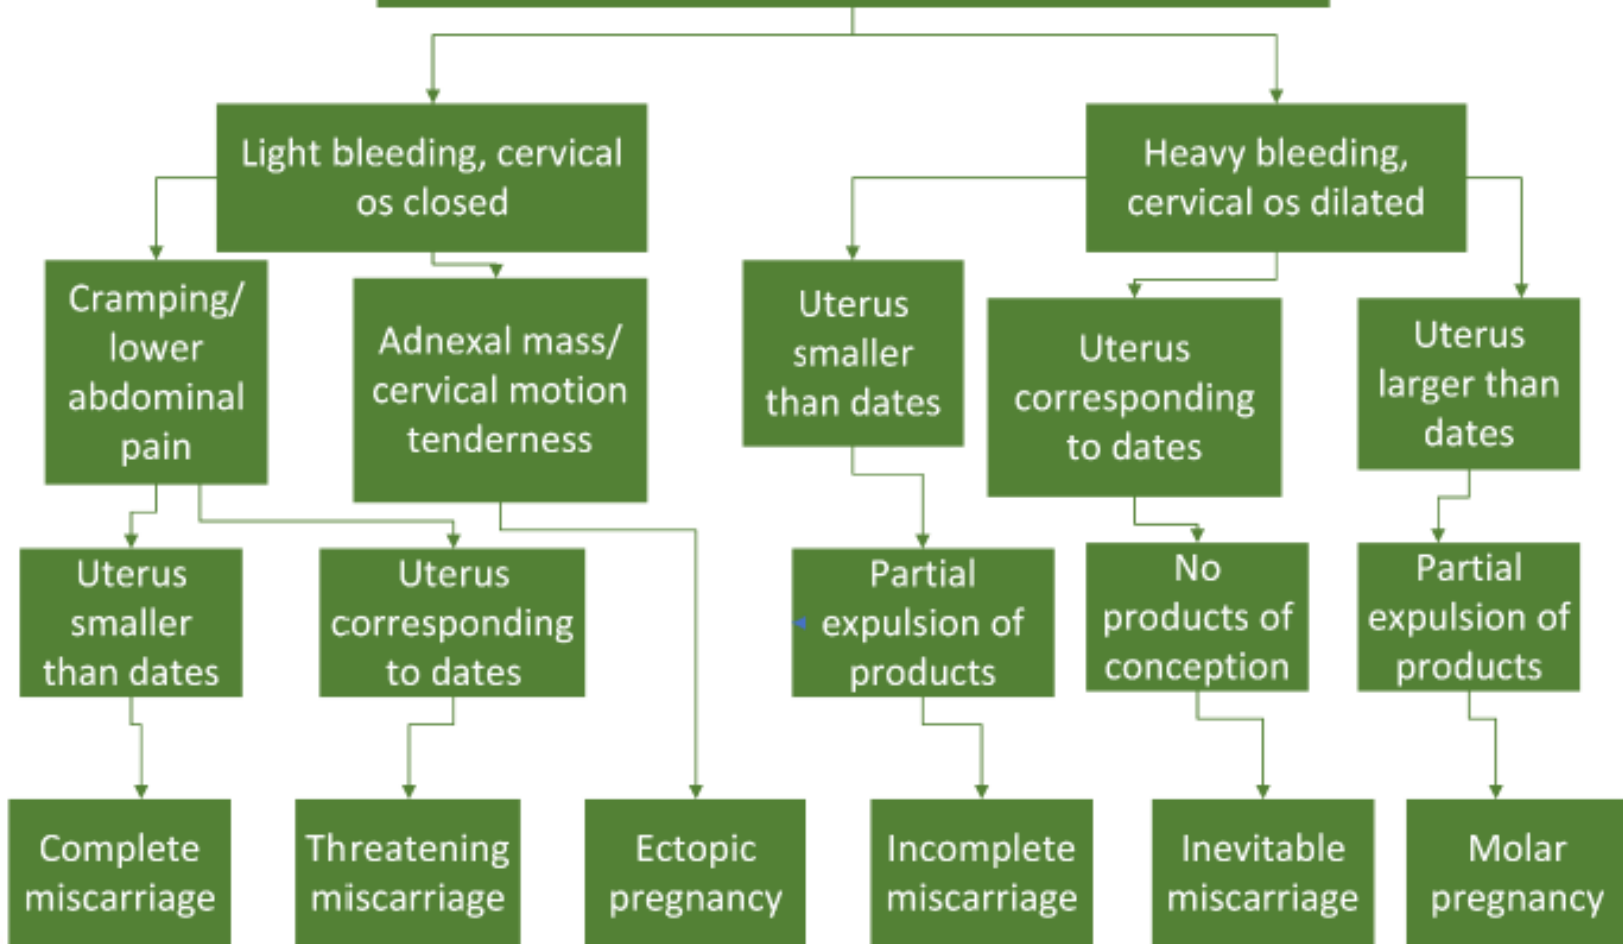 Light bleeding, cervical
os closed
Heavy bleeding,
cervical os dilated
Cramping/
lower
abdominal
pain
Adnexal mass/
cervical motion
tenderness
Uterus
smaller
than dates
Uterus
corresponding
to dates
Uterus
larger than
dates
Uterus
smaller
than dates
Uterus
corresponding
to dates
Partial
expulsion of
products
No
products of
conception
Partial
expulsion of
products
Complete
miscarriage
Threatening
miscarriage
Ectopic
pregnancy
Incomplete
miscarriage
Inevitable
miscarriage
Molar
pregnancy